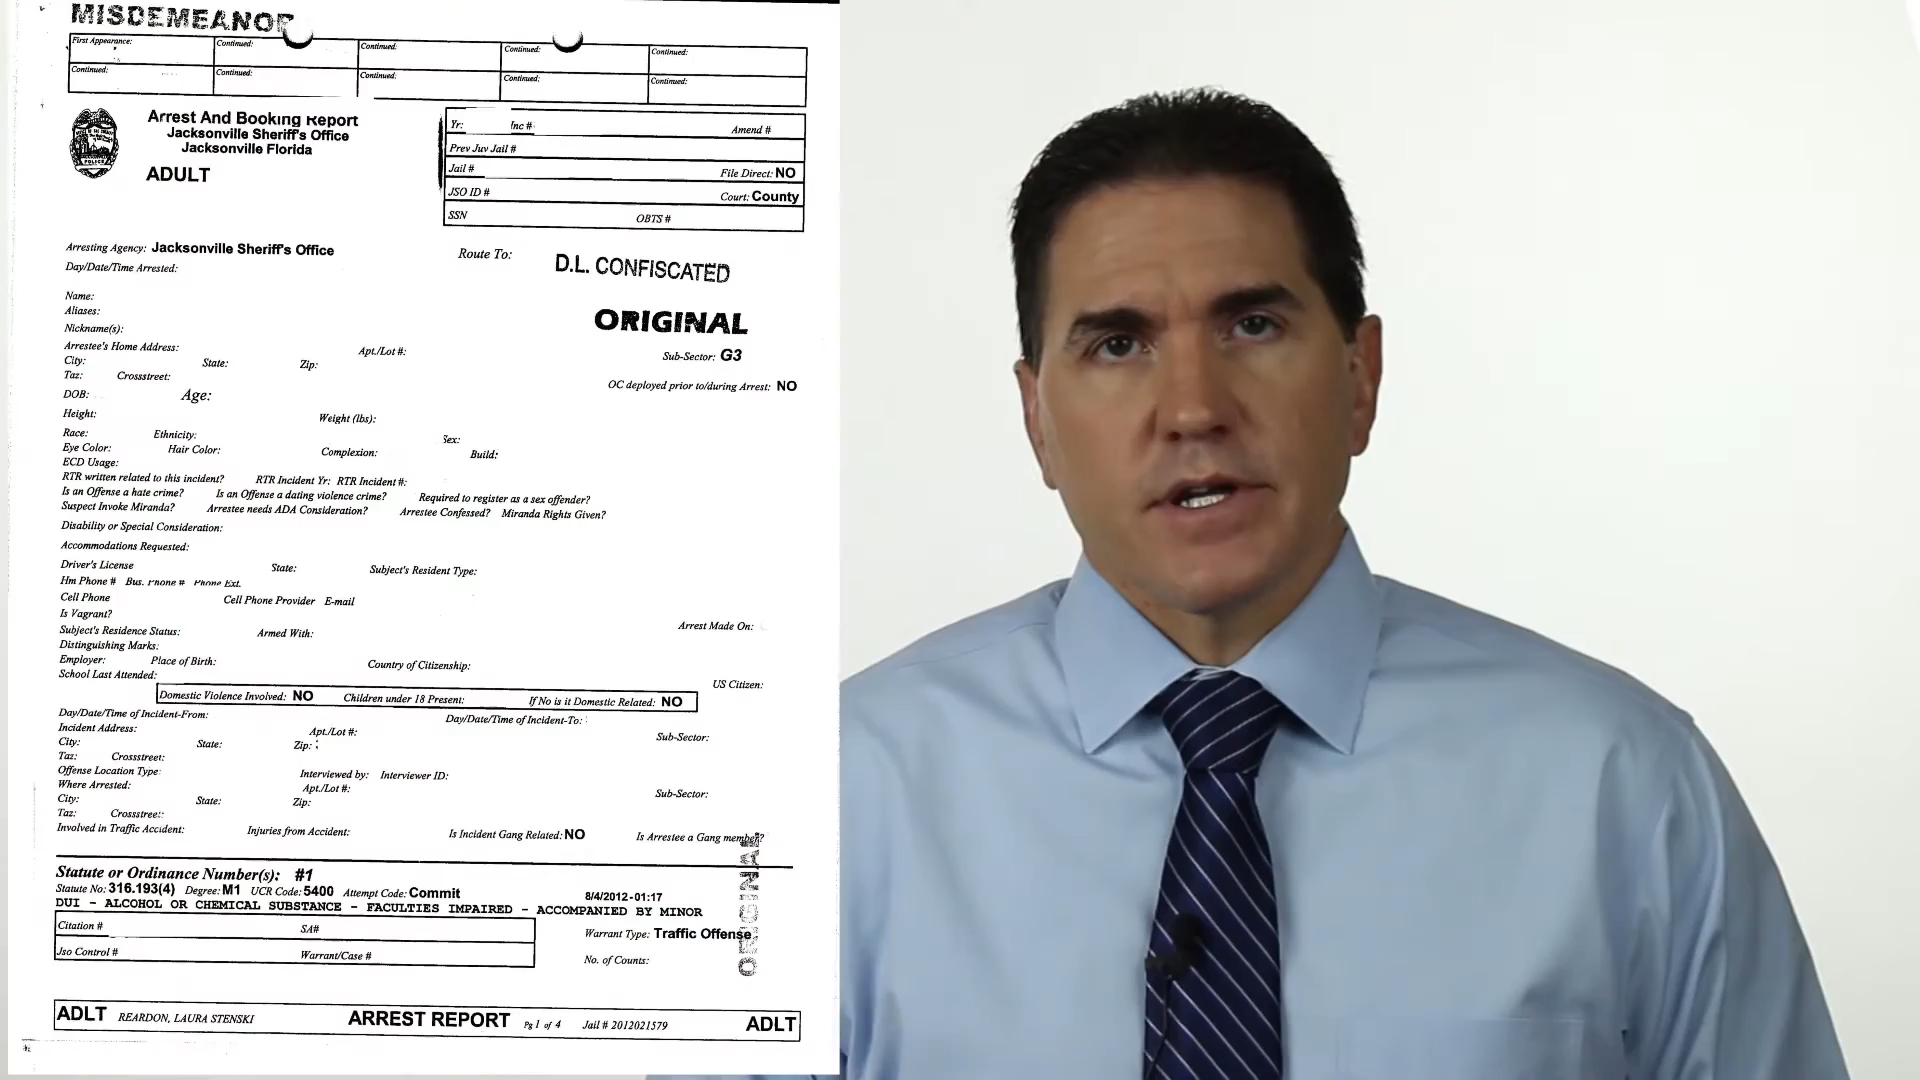 MISDEMEANOR
First Appearance: Continued: Continued: Continued: Continued:
Continued: Continued: Continued: Continued: Continued:
Arrest And Booking Report
Jacksonville Sheriff's Office
Jacksonville Florida
ADULT
Yr: Inc #: Amend #
Prev Juv Jail #
Jail # File Direct: NO
JSO ID # Court: County
SSN OBTS #
Arresting Agency: Jacksonville Sheriff's Office Route To: D.L. CONFISCATED
Day/Date/Time Arrested:
Name:
Aliases:
ORIGINAL
Nickname(s):
Arrestee's Home Address: Apt./Lot #: Sub-Sector: G3
City: State: Zip:
Taz: Crossstreet:
OC deployed prior to/during Arrest: NO
DOB: Age:
Height: Weight (lbs):
Race: Ethnicity: Sex:
Eye Color: Hair Color: Complexion: Build:
ECD Usage:
RTR written related to this incident? RTR Incident Yr: RTR Incident #:
Is an Offense a hate crime? Is an Offense a dating violence crime? Required to register as a sex offender?
Suspect Invoke Miranda? Arrestee needs ADA Consideration? Arrestee Confessed? Miranda Rights Given?
Disability or Special Consideration:
Accommodations Requested:
Driver's License State: Subject's Resident Type:
Hm Phone # Bus. Phone # Phone Ext.
Cell Phone Cell Phone Provider E-mail
Is Vagrant?
Arrest Made On:
Subject's Residence Status: Armed With:
Distinguishing Marks:
Employer: Place of Birth: Country of Citizenship:
School Last Attended: US Citizen:
Domestic Violence Involved: NO Children under 18 Present: If No is it Domestic Related: NO
Day/Date/Time of Incident-From: Day/Date/Time of Incident-To:
Incident Address: Apt./Lot #: Sub-Sector:
City: State: Zip:
Taz: Crossstreet:
Offense Location Type: Interviewed by: Interviewer ID:
Where Arrested: Apt./Lot #: Sub-Sector:
City: State: Zip:
Taz: Crossstreet:
Involved in Traffic Accident: Injuries from Accident: Is Incident Gang Related: NO Is Arrestee a Gang member?
Statute or Ordinance Number(s): #1
Statute No: 316.193(4) Degree: M1 UCR Code: 5400 Attempt Code: Commit 8/4/2012-01:17
DUI - ALCOHOL OR CHEMICAL SUBSTANCE - FACULTIES IMPAIRED - ACCOMPANIED BY MINOR
Citation # SA# Warrant Type: Traffic Offense
Jso Control # Warrant/Case # No. of Counts:
ORIGINAL
ADLT REARDON, LAURA STENSKI ARREST REPORT Pg 1 of 4 Jail # 2012021579 ADLT